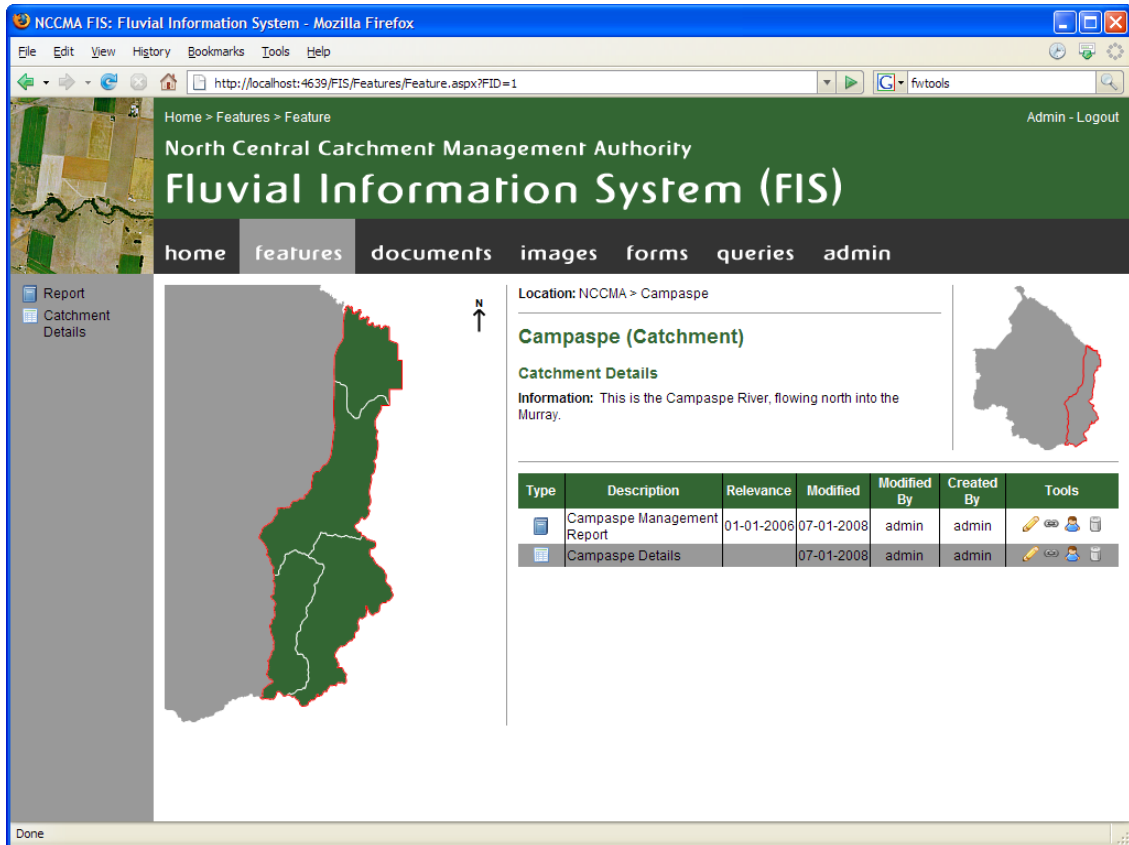 NCCMA FIS: Fluvial Information System - Mozilla Firefox
File Edit View History Bookmarks Tools Help
http://localhost:4639/FIS/Features/Feature.aspx?FID=1
G fwtools
Home > Features > Feature
Admin - Logout
North Central Catchment Management Authority
Fluvial Information System (FIS)
home features documents images forms queries admin
Report
Catchment
Details
N
Location: NCCMA > Campaspe
Campaspe (Catchment)
Catchment Details
Information: This is the Campaspe River, flowing north into the
Murray.
Type Description Relevance Modified Modified By Created By Tools
Campaspe Management Report 01-01-2006 07-01-2008 admin admin
Campaspe Details 07-01-2008 admin admin
Done